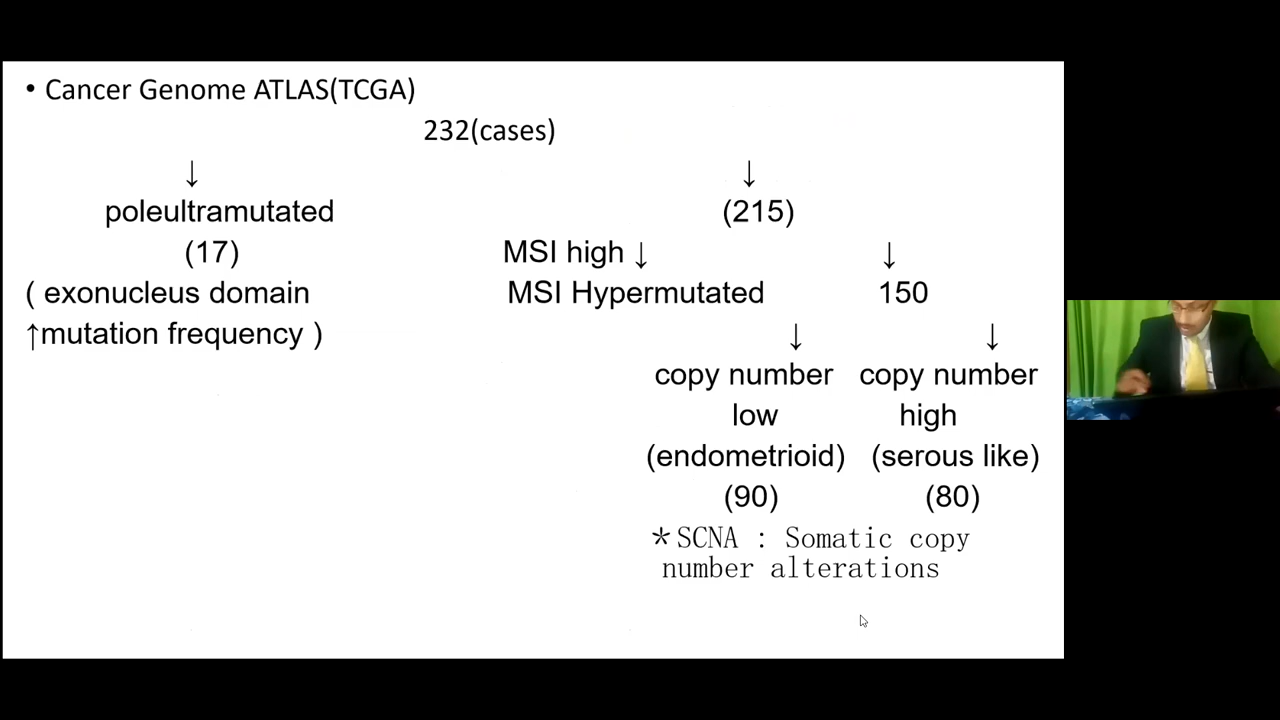 • Cancer Genome ATLAS(TCGA)
232(cases)
↓ ↓
poleultramutated (215)
(17) MSI high ↓ ↓
( exonucleus domain MSI Hypermutated 150
↑mutation frequency ) ↓ ↓
copy number copy number
low high
(endometrioid) (serous like)
(90) (80)
*SCNA : Somatic copy
number alterations